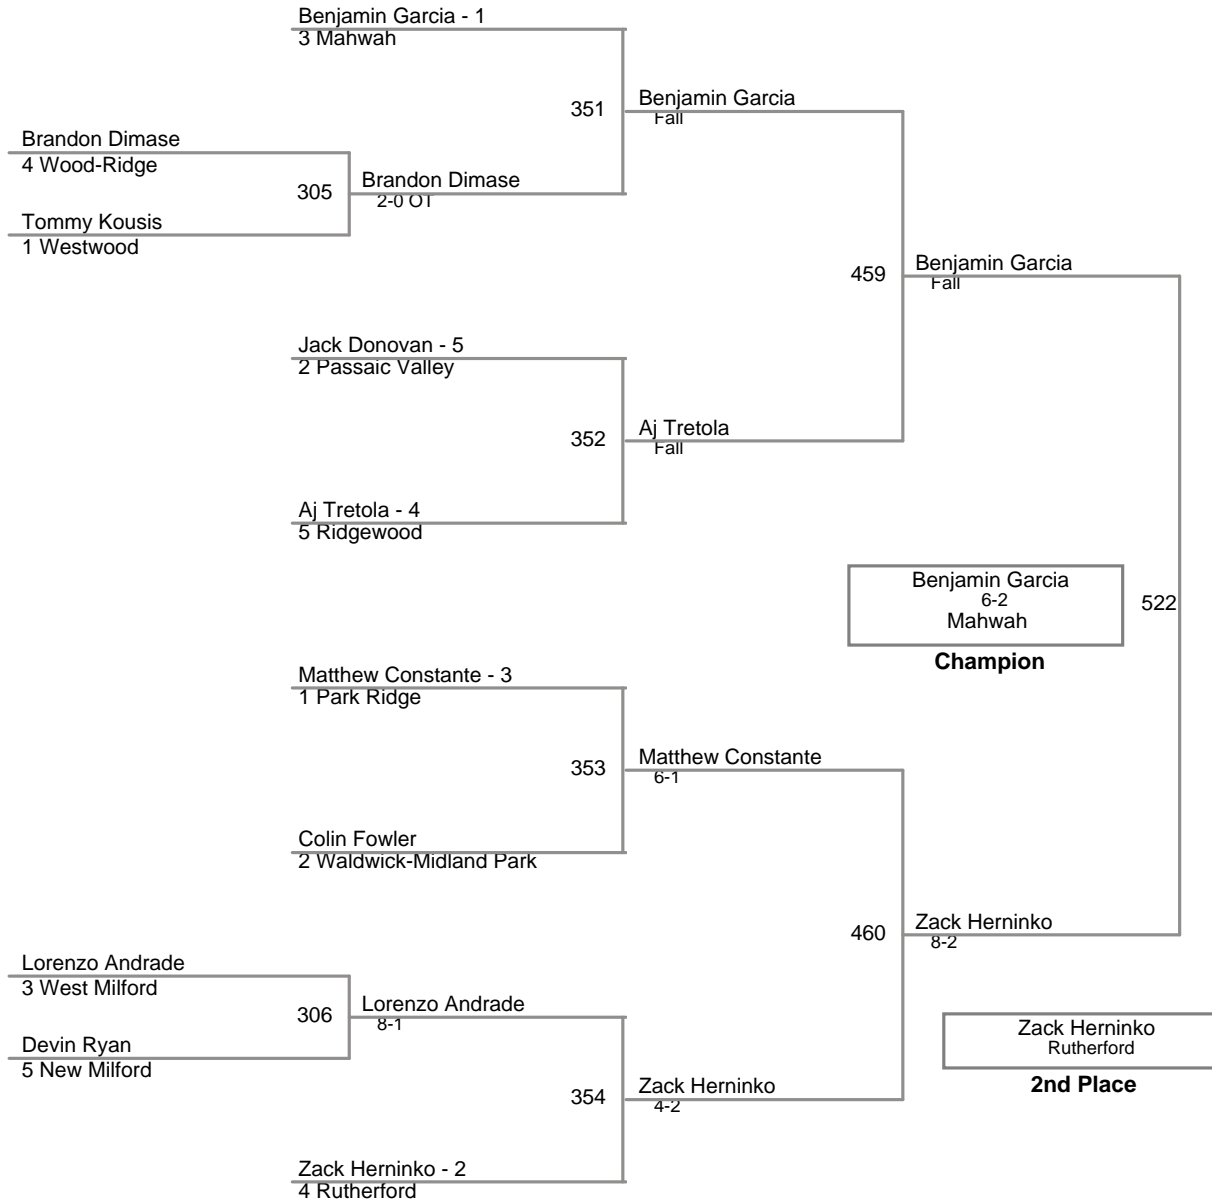 Benjamin Garcia - 1
3 Mahwah
351
Benjamin Garcia
Fall
Brandon Dimase
4 Wood-Ridge
305
Brandon Dimase
2-0 OT
Tommy Kousis
1 Westwood
459
Benjamin Garcia
Fall
Jack Donovan - 5
2 Passaic Valley
352
Aj Tretola
Fall
Aj Tretola - 4
5 Ridgewood
Benjamin Garcia
6-2
Mahwah
522
Champion
Matthew Constante - 3
1 Park Ridge
353
Matthew Constante
6-1
Colin Fowler
2 Waldwick-Midland Park
460
Zack Herninko
8-2
Lorenzo Andrade
3 West Milford
306
Lorenzo Andrade
8-1
Devin Ryan
5 New Milford
Zack Herninko
Rutherford
2nd Place
354
Zack Herninko
4-2
Zack Herninko - 2
4 Rutherford